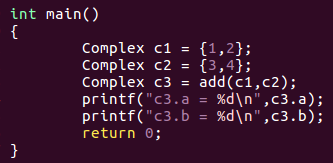 int main()
{
        Complex c1 = {1,2};
        Complex c2 = {3,4};
        Complex c3 = add(c1,c2);
        printf("c3.a = %d\n",c3.a);
        printf("c3.b = %d\n",c3.b);
        return 0;
}